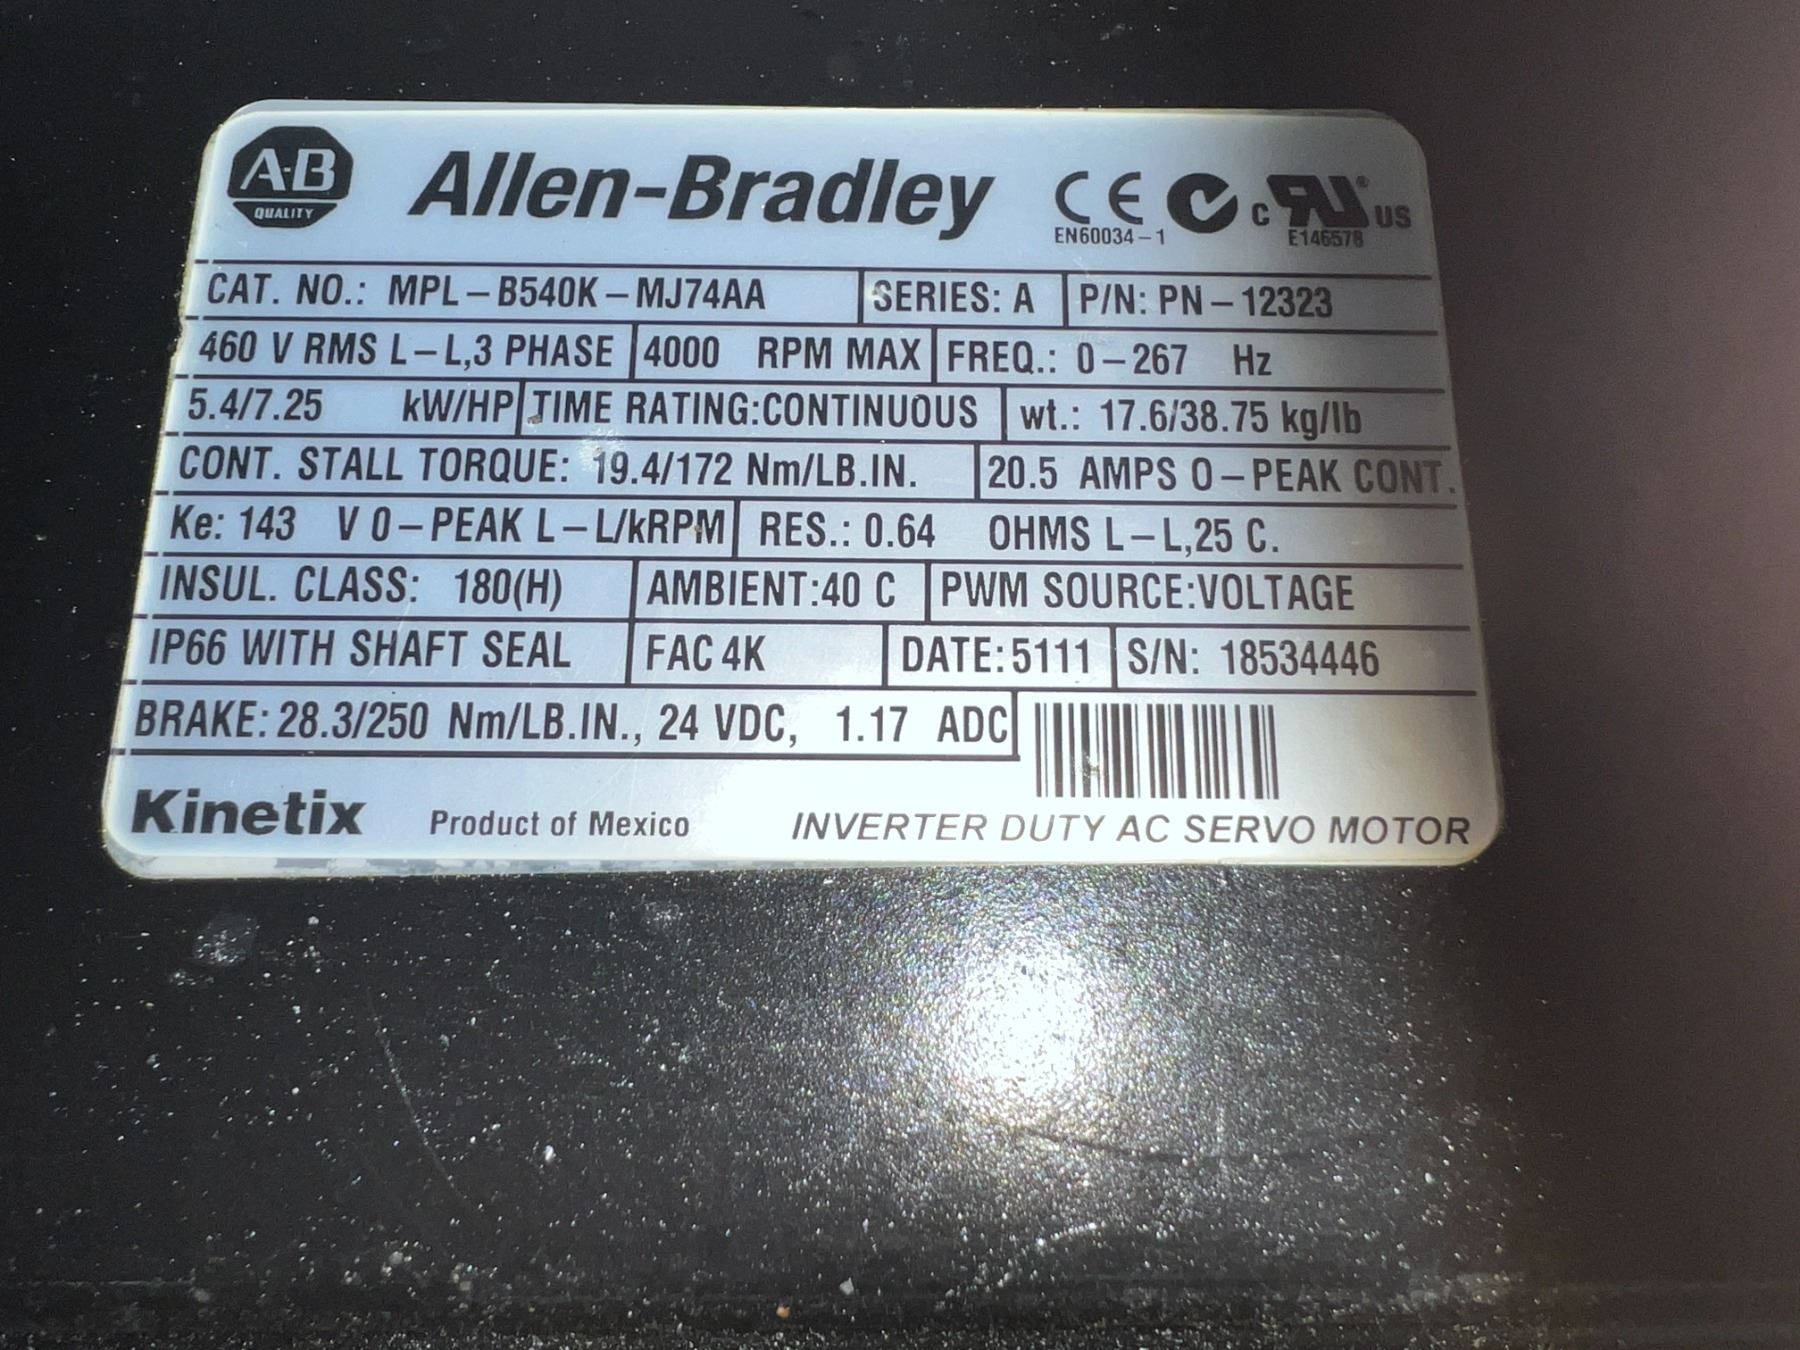 A-B QUALITY Allen-Bradley CE EN60034-1 C RU® US E146578
CAT. NO.: MPL-B540K-MJ74AA SERIES: A P/N: PN-12323
460 V RMS L-L,3 PHASE 4000 RPM MAX FREQ.: 0-267 Hz
5.4/7.25 kW/HP TIME RATING:CONTINUOUS wt.: 17.6/38.75 kg/lb
CONT. STALL TORQUE: 19.4/172 Nm/LB.IN. 20.5 AMPS 0-PEAK CONT.
Ke: 143 V 0-PEAK L-L/kRPM RES.: 0.64 OHMS L-L,25 C.
INSUL. CLASS: 180(H) AMBIENT:40 C PWM SOURCE:VOLTAGE
IP66 WITH SHAFT SEAL FAC 4K DATE:5111 S/N: 18534446
BRAKE: 28.3/250 Nm/LB.IN., 24 VDC, 1.17 ADC
Kinetix Product of Mexico INVERTER DUTY AC SERVO MOTOR